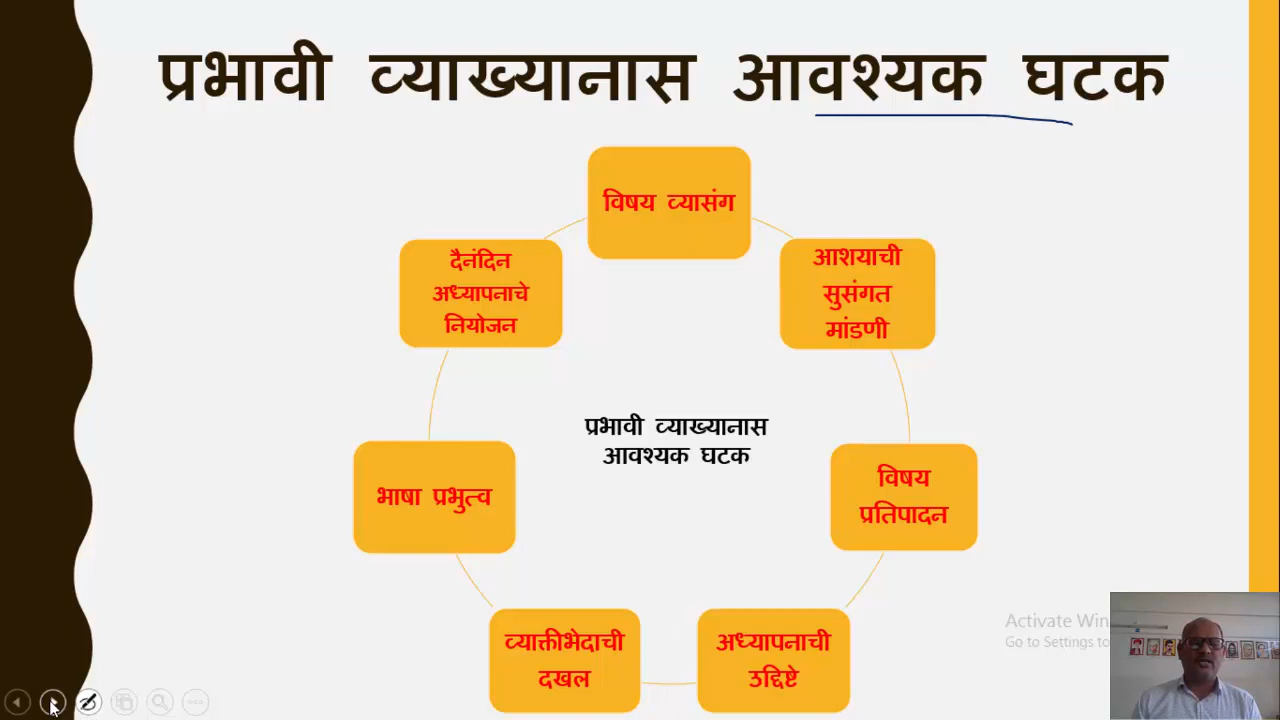 प्रभावी व्याख्यानास आवश्यक घटक
विषय व्यासंग
आशयाची
सुसंगत
मांडणी
विषय
प्रतिपादन
अध्यापनाची
उद्दिष्टे
व्याक्तीभेदाची
दखल
भाषा प्रभुत्व
दैनंदिन
अध्यापनाचे
नियोजन
प्रभावी व्याख्यानास
आवश्यक घटक
Activate Win
Go to Settings to